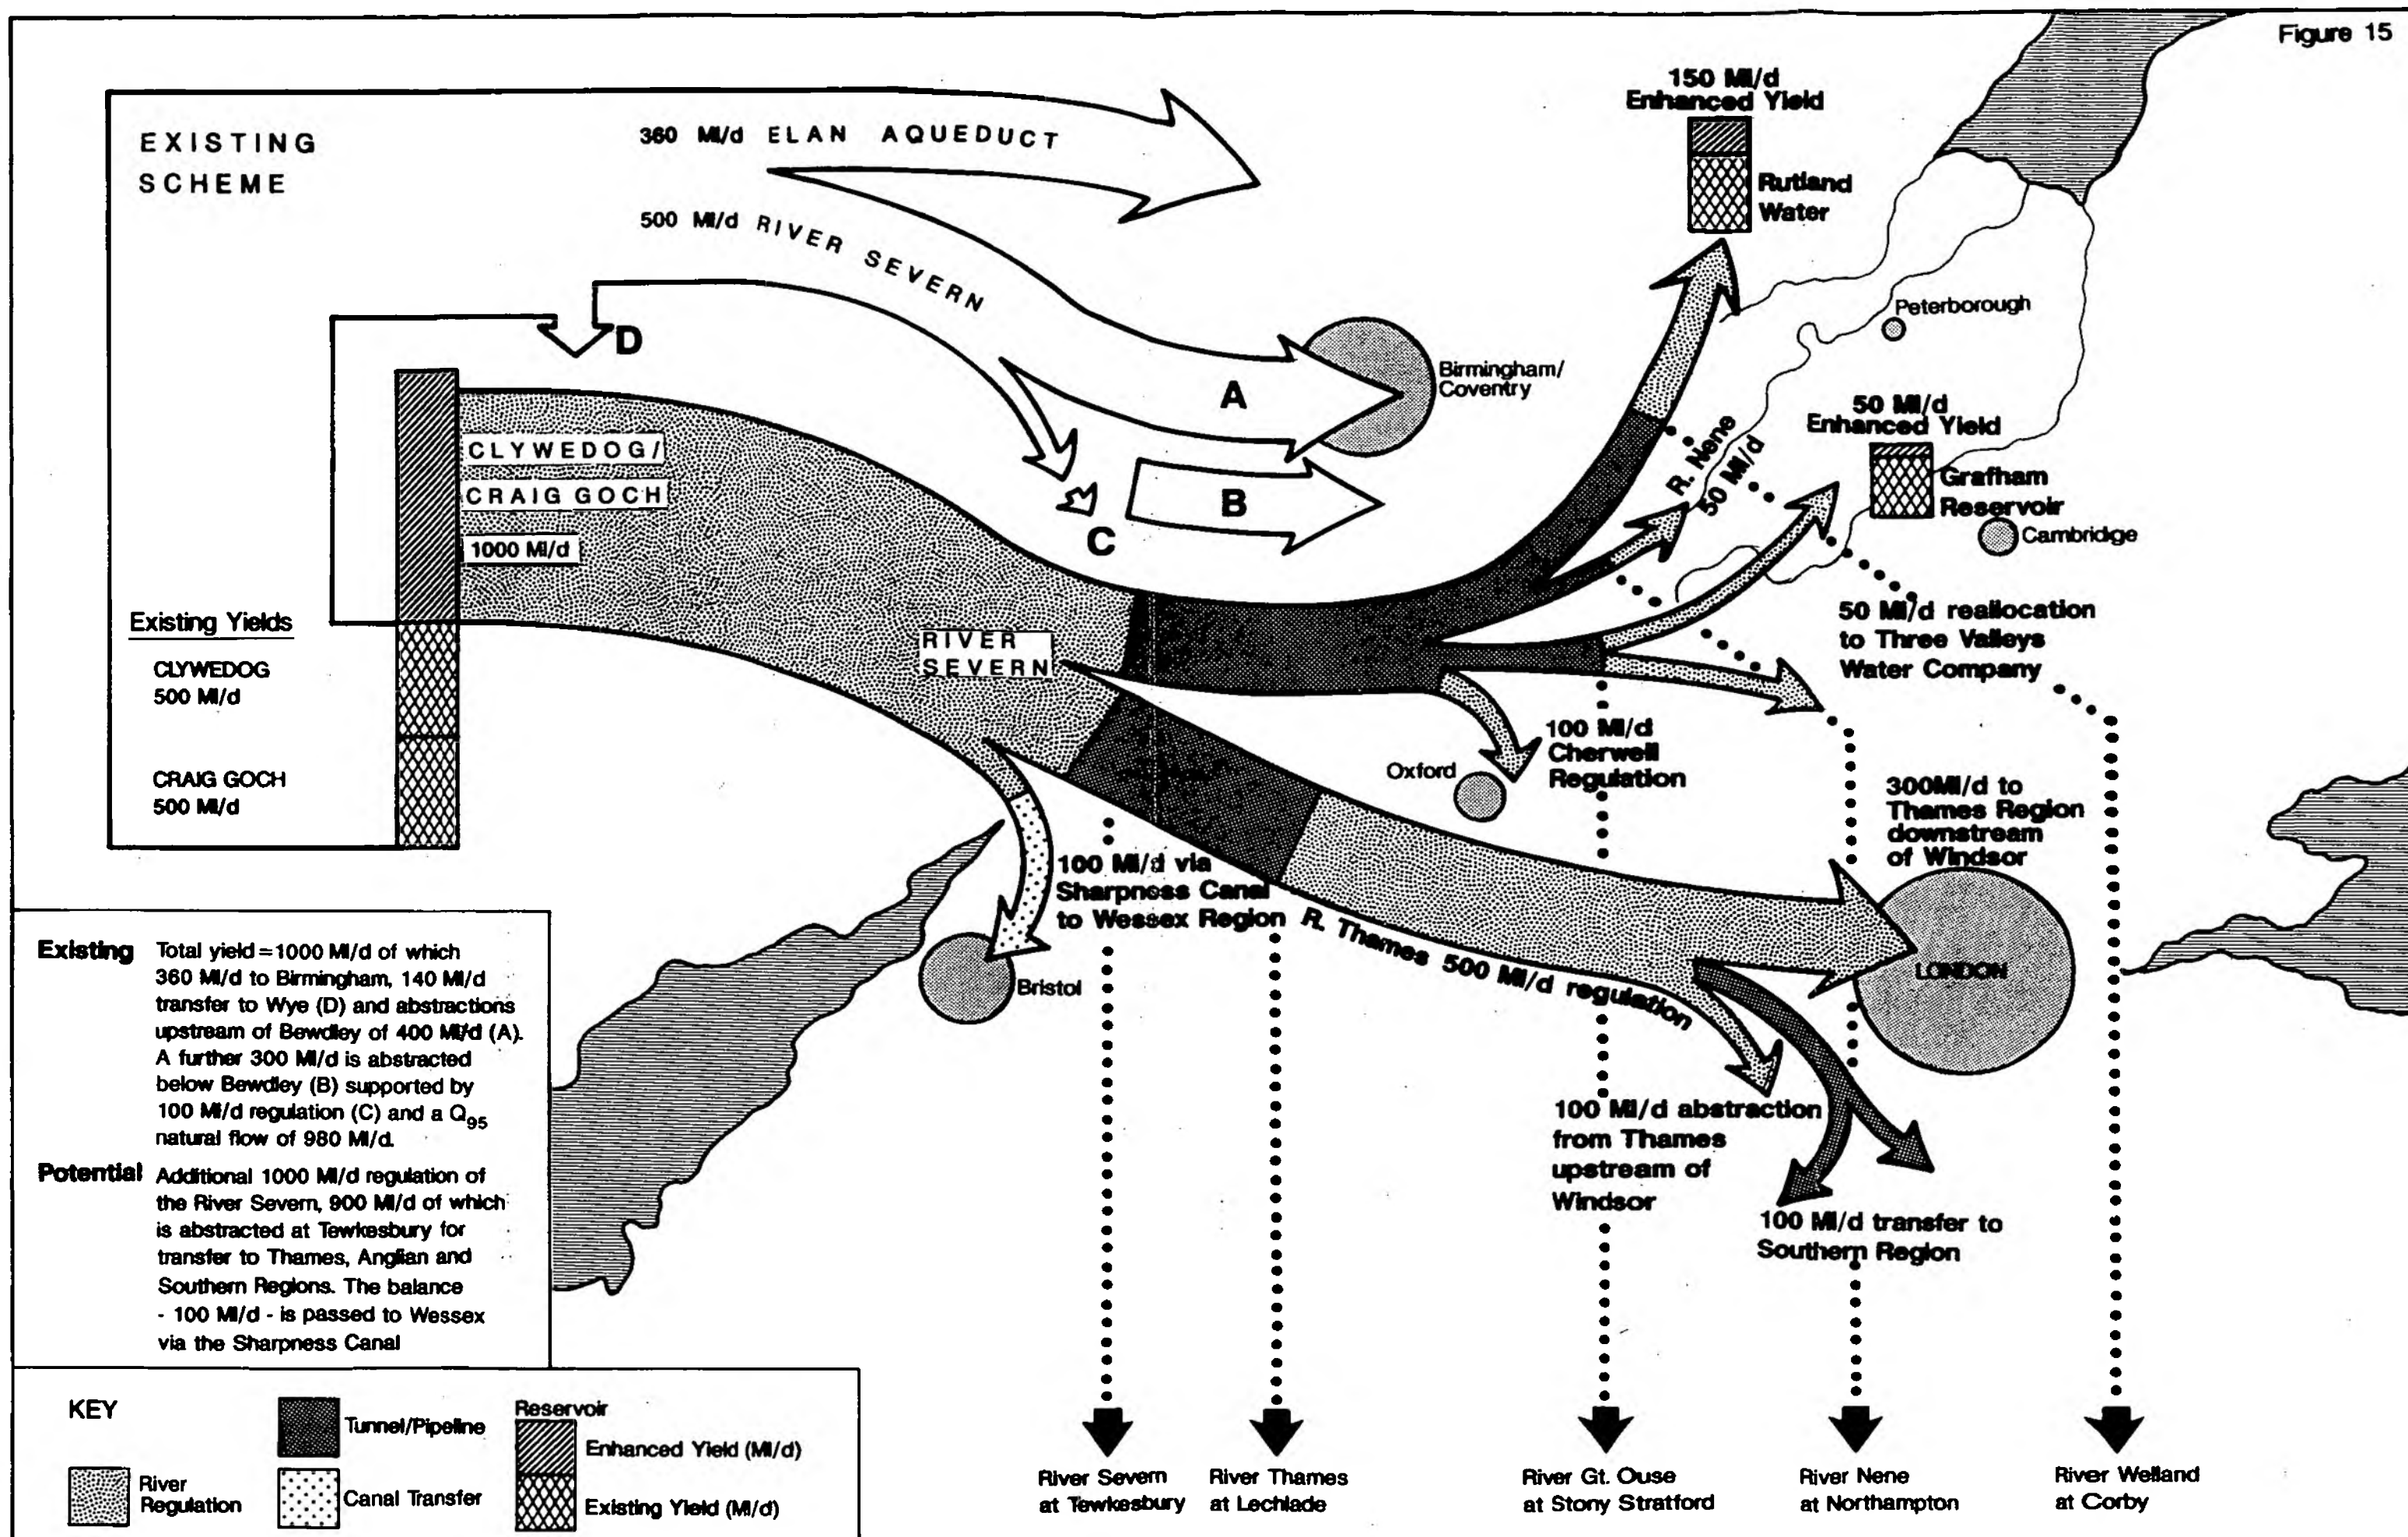 Figure 15
EXISTING
SCHEME
360 Ml/d ELAN AQUEDUCT
500 Ml/d RIVER SEVERN
D
A
B
C
Birmingham/
Coventry
150 Ml/d
Enhanced Yield
Rutland
Water
Peterborough
50 Ml/d
Enhanced Yield
Grafham
Reservoir
Cambridge
R. Nene
50 Ml/d
CLYWEDOG/
CRAIG GOCH
1000 Ml/d
Existing Yields
CLYWEDOG
500 Ml/d
CRAIG GOCH
500 Ml/d
RIVER
SEVERN
50 Ml/d reallocation
to Three Valleys
Water Company
100 Ml/d
Cherwell
Regulation
Oxford
300Ml/d to
Thames Region
downstream
of Windsor
LONDON
100 Ml/d via
Sharpness Canal
to Wessex Region
R. Thames 500 Ml/d regulation
Bristol
100 Ml/d abstraction
from Thames
upstream of
Windsor
100 Ml/d transfer to
Southern Region
Existing Total yield=1000 Ml/d of which
360 Ml/d to Birmingham, 140 Ml/d
transfer to Wye (D) and abstractions
upstream of Bewdley of 400 Ml/d (A).
A further 300 Ml/d is abstracted
below Bewdley (B) supported by
100 Ml/d regulation (C) and a Q95
natural flow of 980 Ml/d.
Potential Additional 1000 Ml/d regulation of
the River Severn, 900 Ml/d of which
is abstracted at Tewkesbury for
transfer to Thames, Anglian and
Southern Regions. The balance
- 100 Ml/d - is passed to Wessex
via the Sharpness Canal
KEY
River
Regulation
Tunnel/Pipeline
Canal Transfer
Reservoir
Enhanced Yield (Ml/d)
Existing Yield (Ml/d)
River Severn
at Tewkesbury
River Thames
at Lechlade
River Gt. Ouse
at Stony Stratford
River Nene
at Northampton
River Welland
at Corby